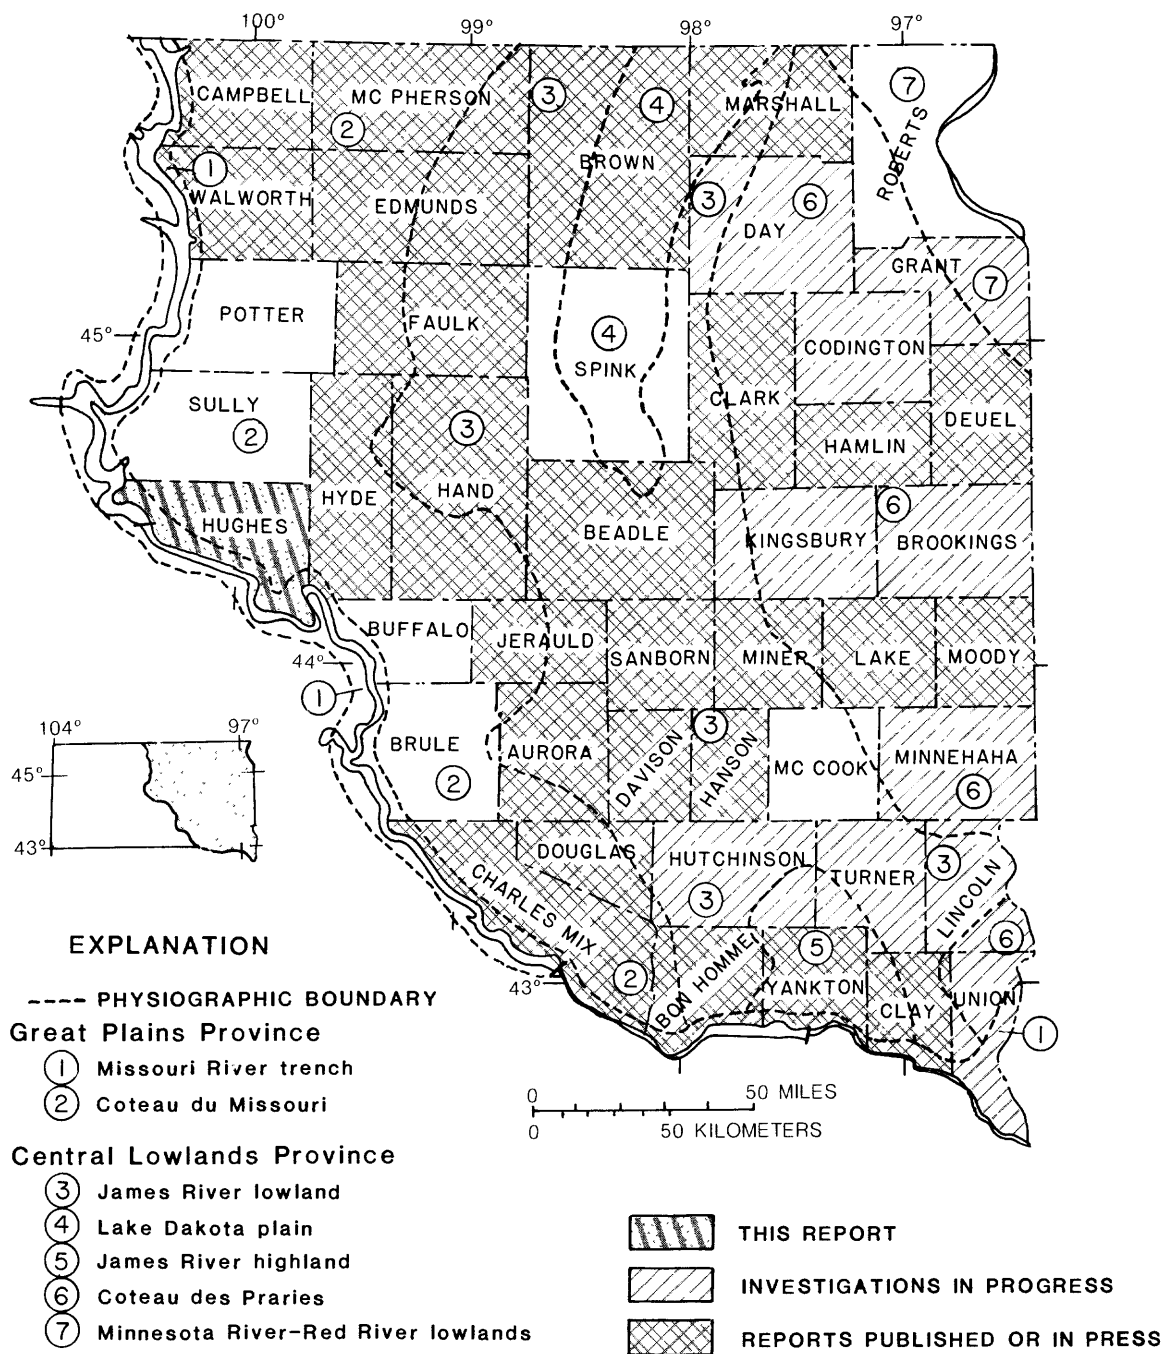 100° 99° 98° 97°
CAMPBELL
MC PHERSON
3
4
MARSHALL
7
2
BROWN
ROBERTS
1
WALWORTH
EDMUNDS
3
6
DAY
GRANT
7
POTTER
FAULK
4
SPINK
CODINGTON
45°
SULLY
2
3
CLARK
DEUEL
HAMLIN
HYDE
HAND
6
HUGHES
BEADLE
KINGSBURY
BROOKINGS
BUFFALO
JERAULD
SANBORN
MINER
LAKE
MOODY
44°
1
3
BRULE
2
AURORA
DAVISON
HANSON
MC COOK
MINNEHAHA
6
104° 97°
45°
43°
DOUGLAS
HUTCHINSON
3
TURNER
3
LINCOLN
CHARLES MIX
6
5
2
BON HOMME
YANKTON
CLAY
UNION
43°
1
EXPLANATION
PHYSIOGRAPHIC BOUNDARY
Great Plains Province
1 Missouri River trench
2 Coteau du Missouri
0 50 MILES
0 50 KILOMETERS
Central Lowlands Province
3 James River lowland
4 Lake Dakota plain
5 James River highland
6 Coteau des Praries
7 Minnesota River-Red River lowlands
THIS REPORT
INVESTIGATIONS IN PROGRESS
REPORTS PUBLISHED OR IN PRESS